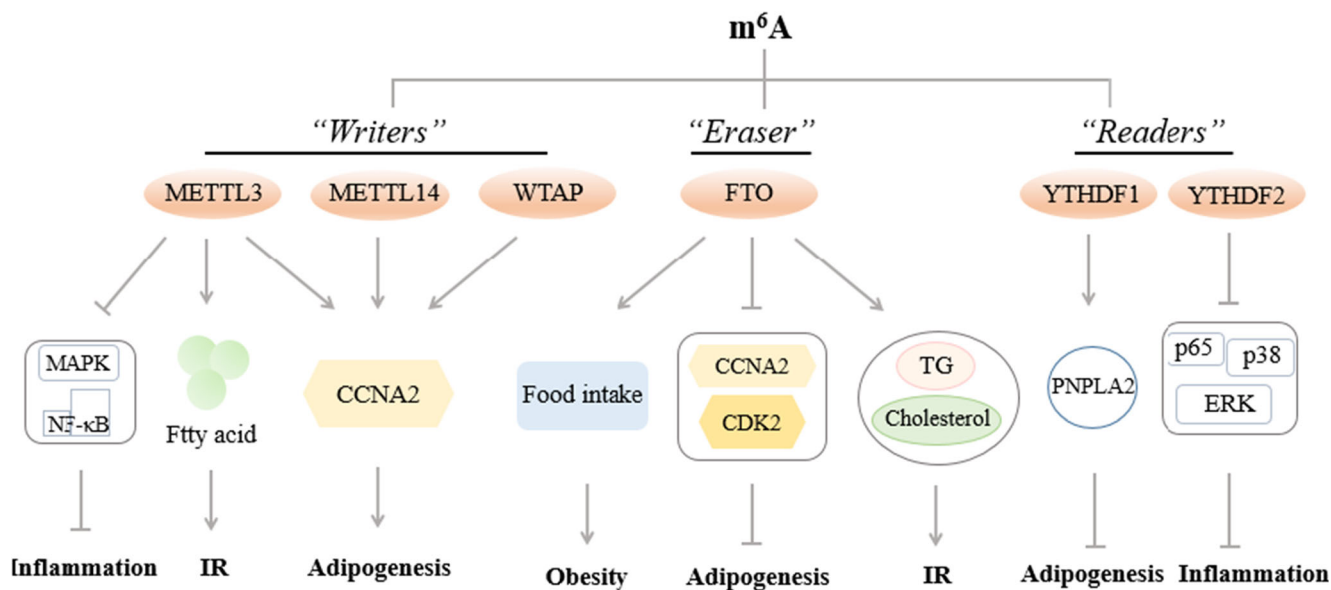 m⁶A
“Writers”
“Eraser”
“Readers”
METTL3
METTL14
WTAP
FTO
YTHDF1
YTHDF2
MAPK
NF-κB
Ftty acid
CCNA2
Food intake
CCNA2
CDK2
TG
Cholesterol
PNPLA2
p65
p38
ERK
Inflammation
IR
Adipogenesis
Obesity
Adipogenesis
IR
Adipogenesis
Inflammation